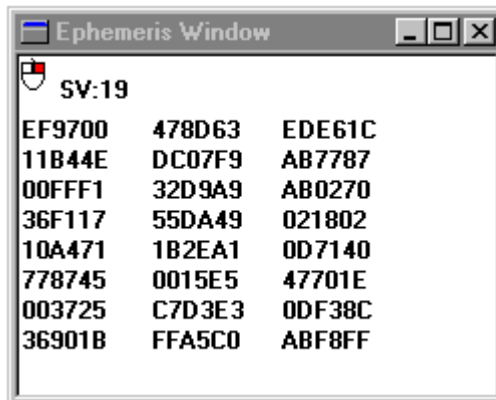 Ephemeris Window
SV:19
EF9700 478D63 EDE61C
11B44E DC07F9 AB7787
00FFF1 32D9A9 AB0270
36F117 55DA49 021802
10A471 1B2EA1 0D7140
778745 0015E5 47701E
003725 C7D3E3 0DF38C
36901B FFA5C0 ABF8FF